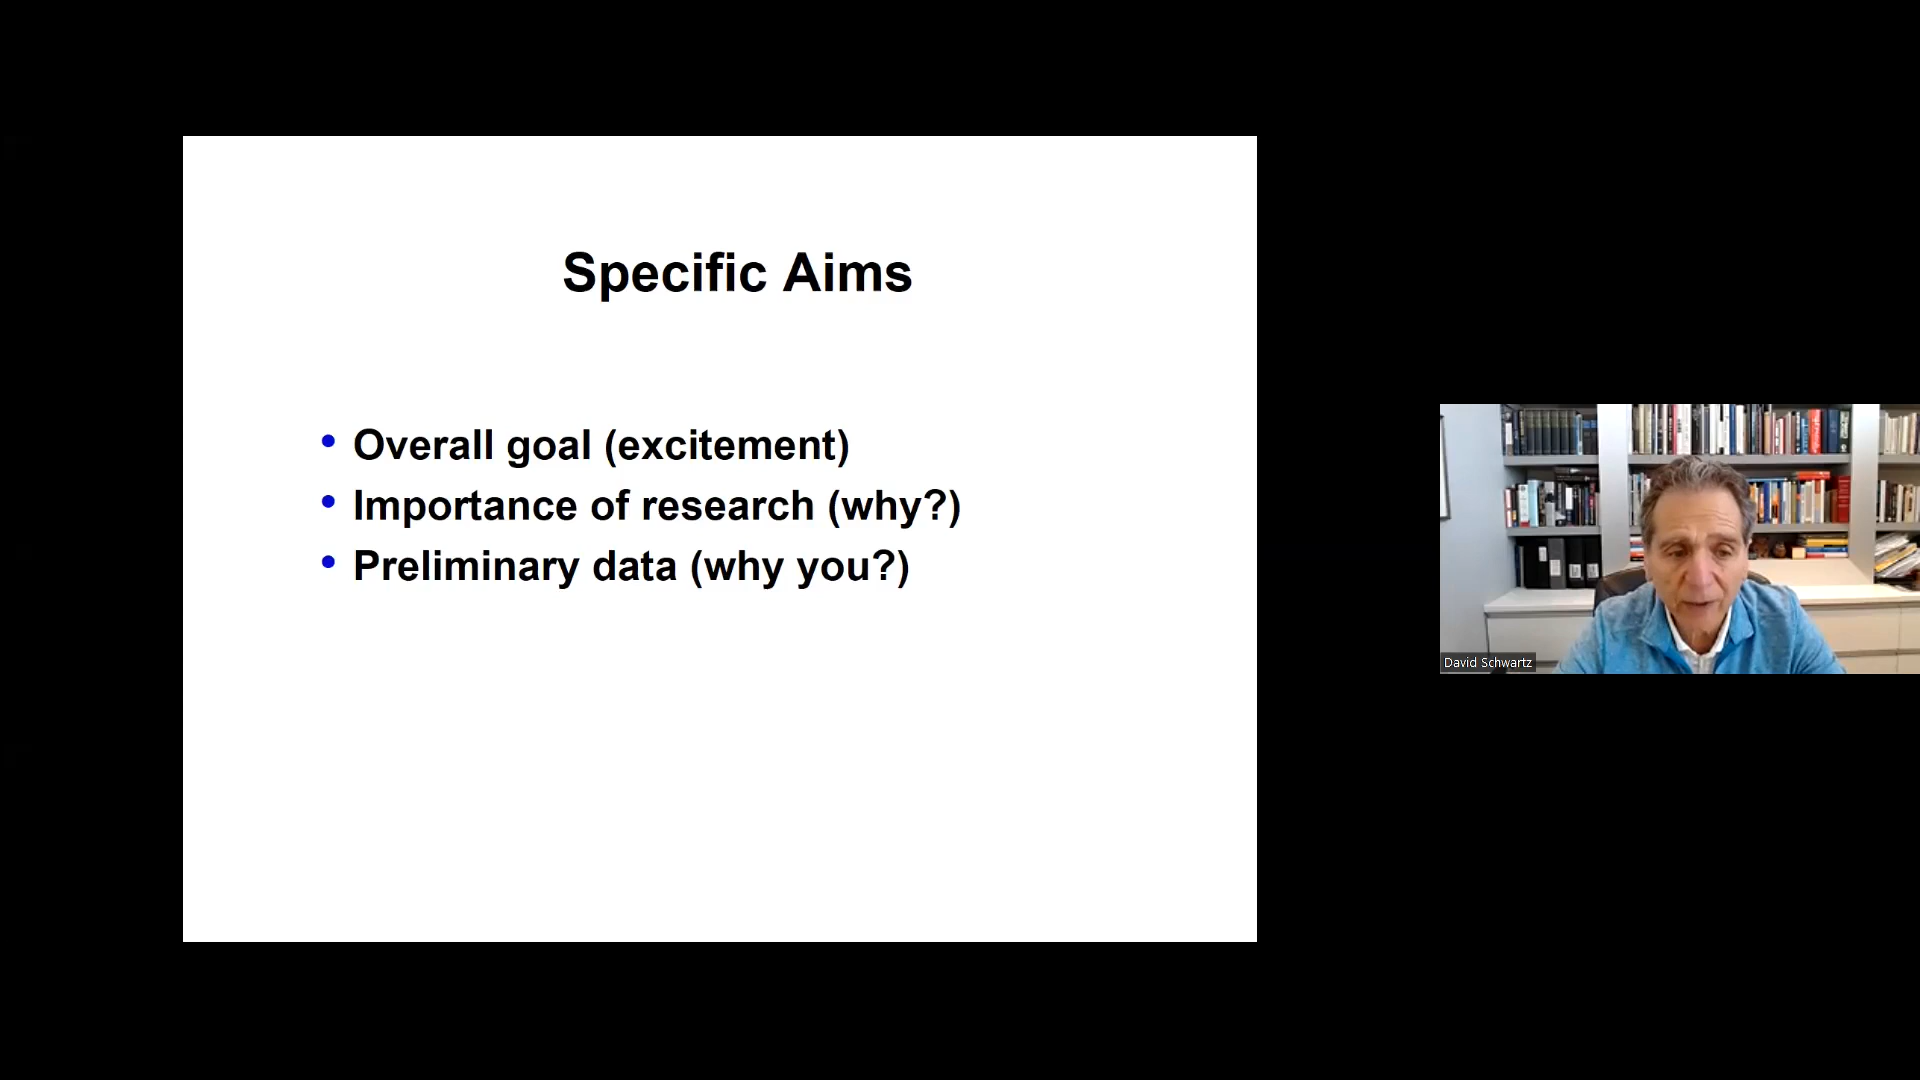 Specific Aims
• Overall goal (excitement)
• Importance of research (why?)
• Preliminary data (why you?)
David Schwartz